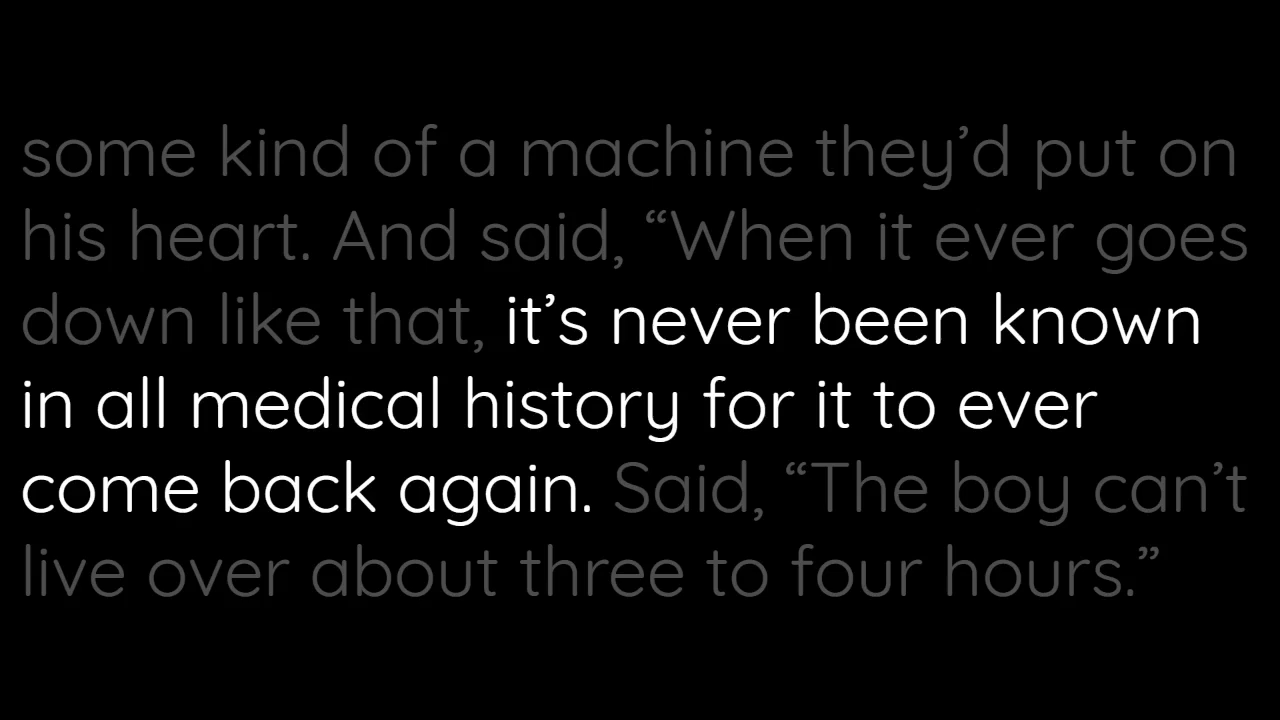 some kind of a machine they’d put on
his heart. And said, “When it ever goes
down like that, it’s never been known
in all medical history for it to ever
come back again. Said, “The boy can’t
live over about three to four hours.”